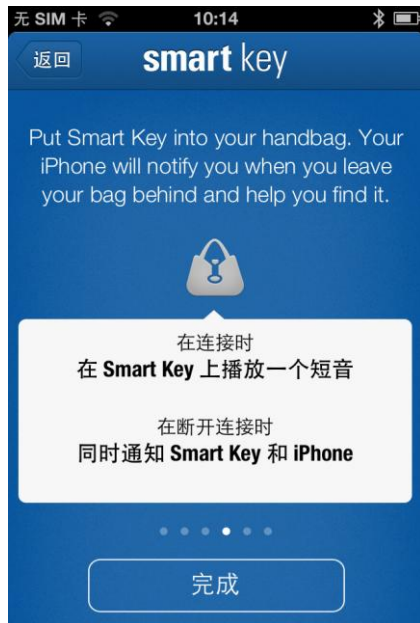 无 SIM 卡 10:14
返回 smart key
Put Smart Key into your handbag. Your
iPhone will notify you when you leave
your bag behind and help you find it.
在连接时
在 Smart Key 上播放一个短音
在断开连接时
同时通知 Smart Key 和 iPhone
完成